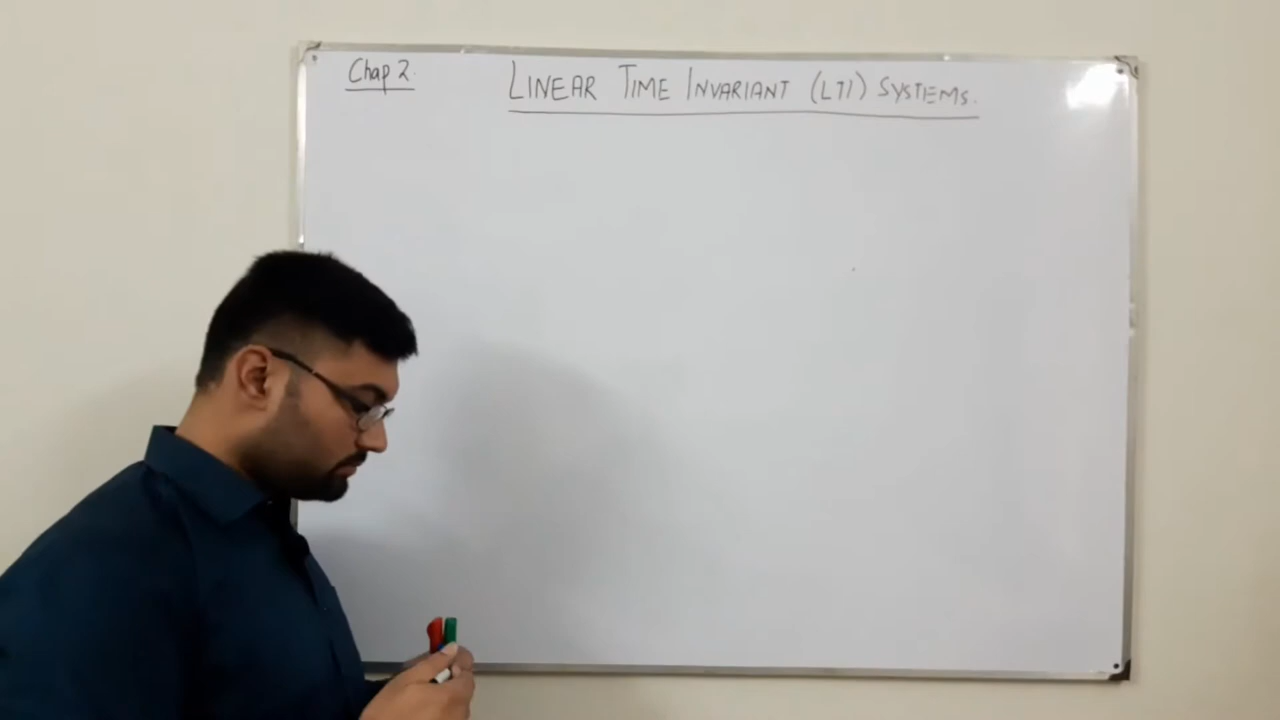 Chap 2.
LINEAR TIME INVARIANT (LTI) SYSTEMS.